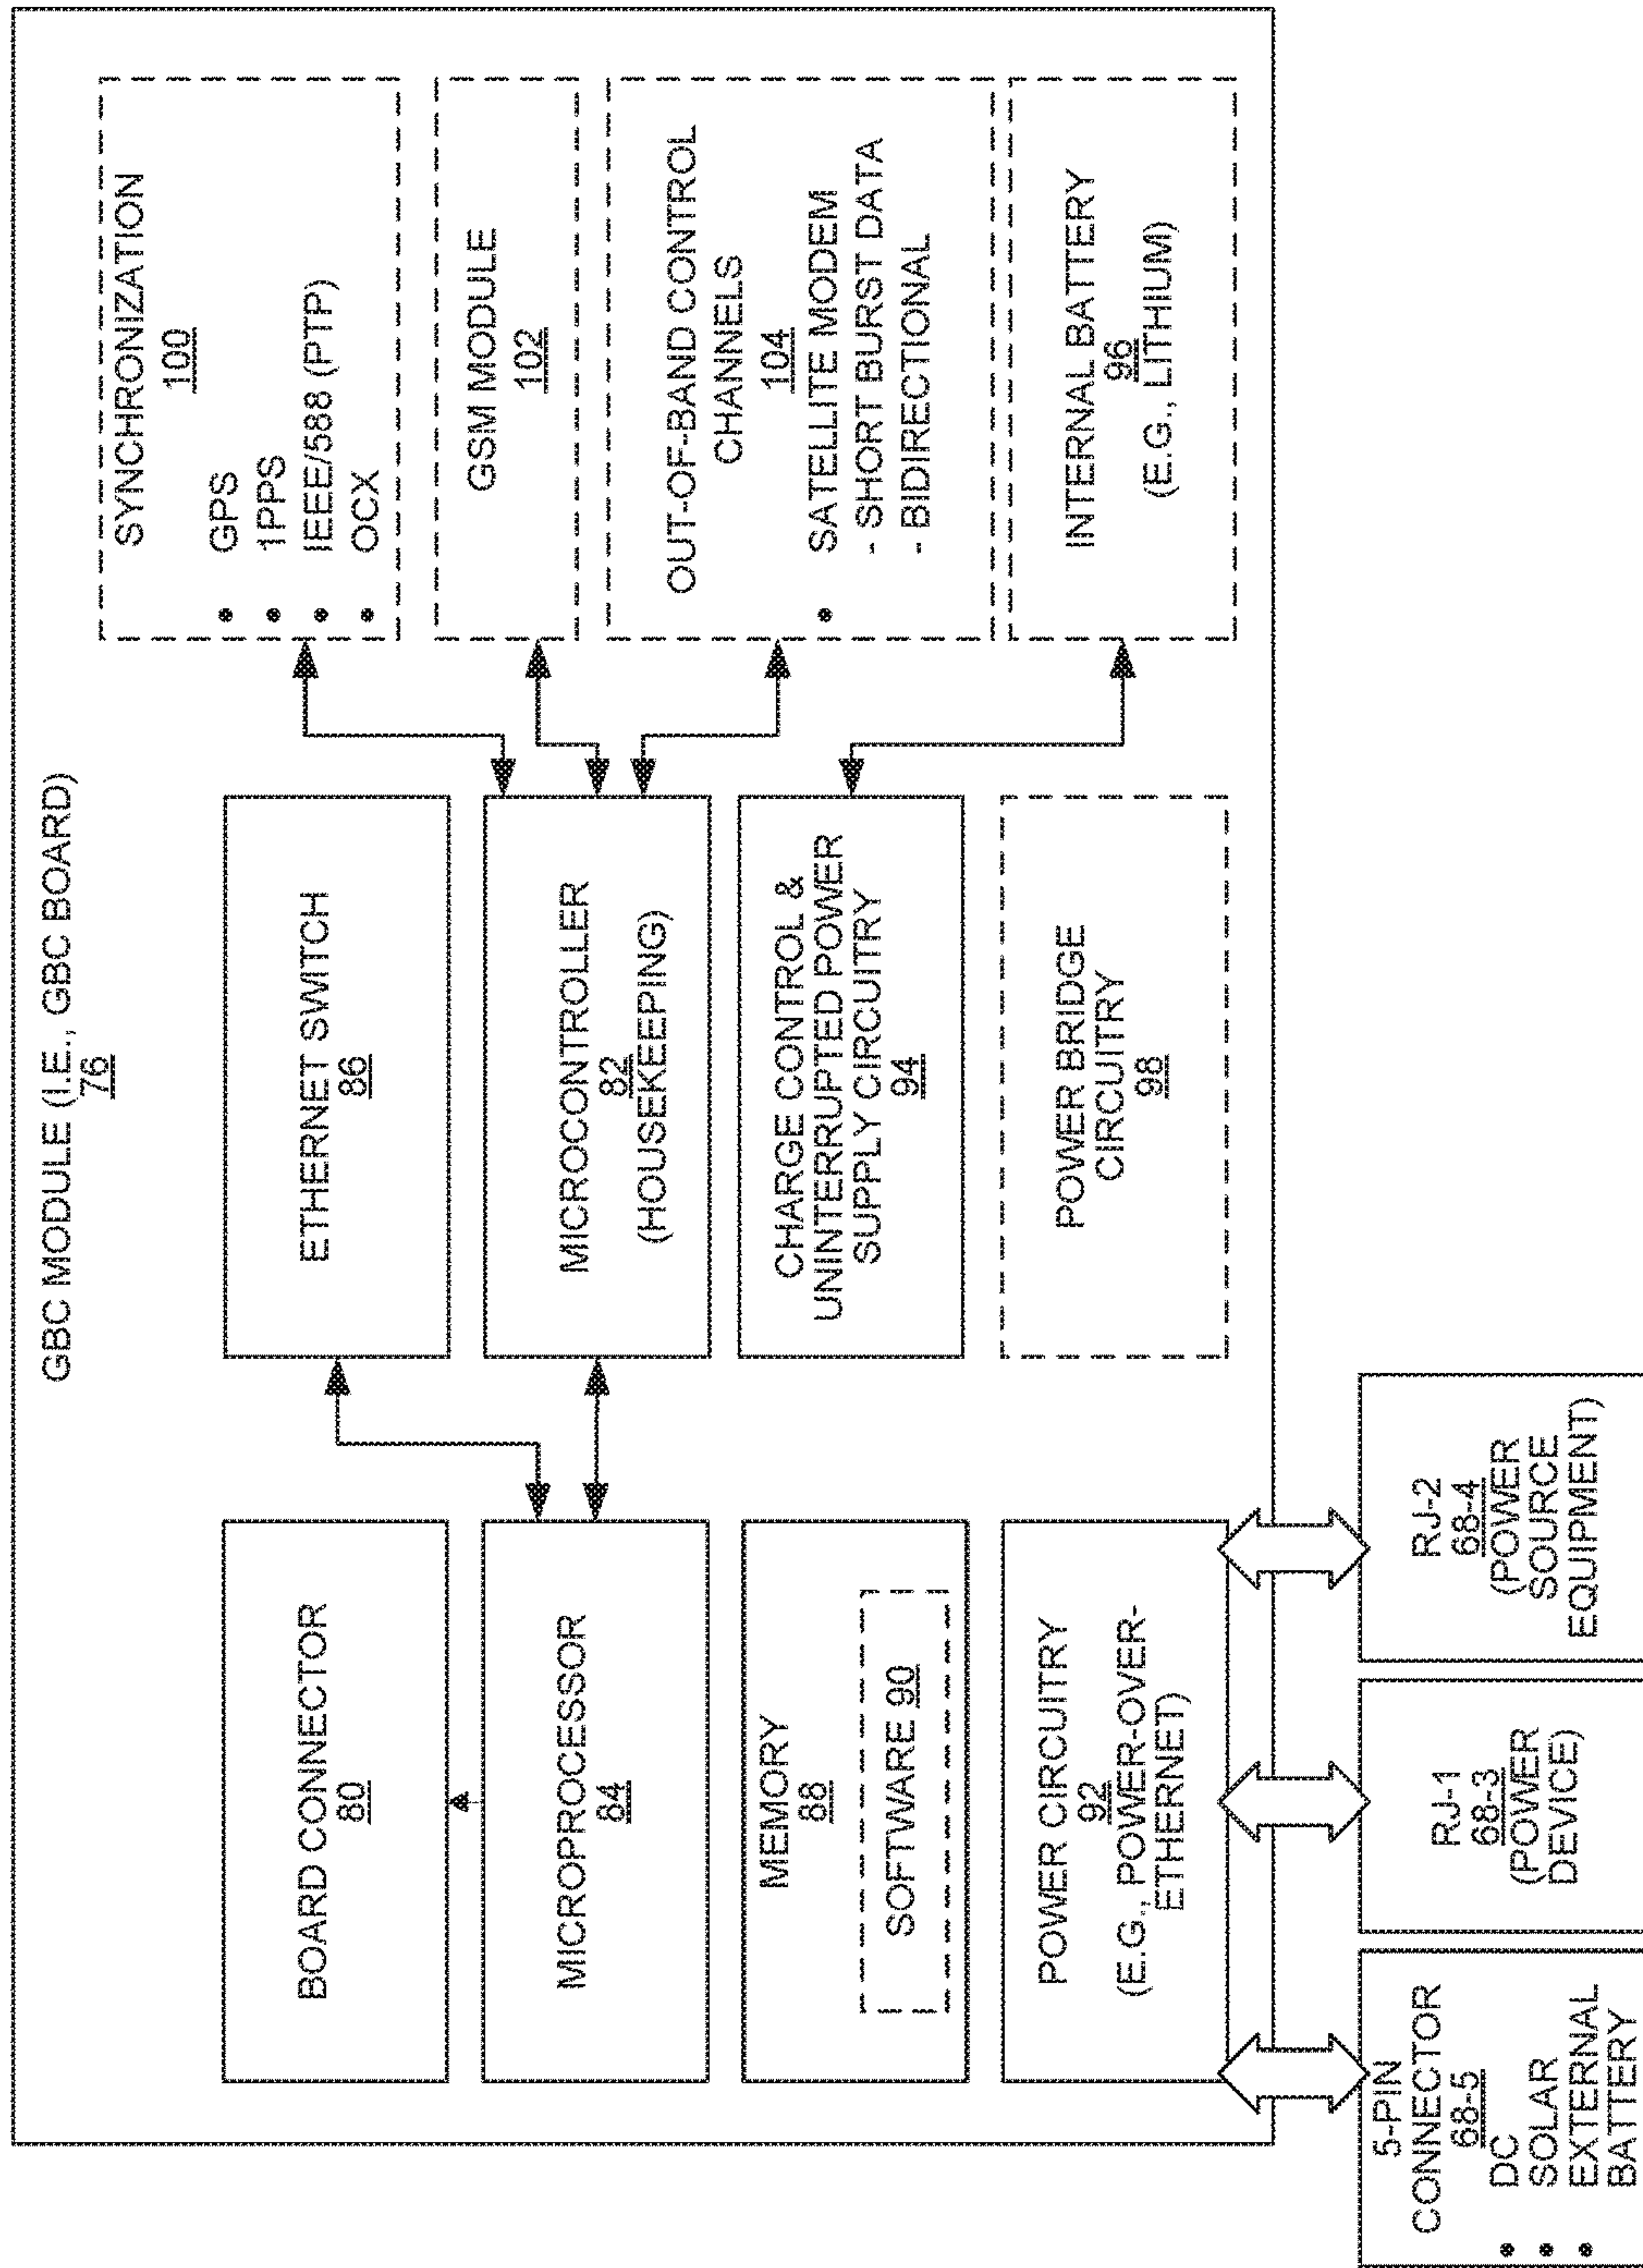 GBC MODULE (I.E., GBC BOARD)
76
BOARD CONNECTOR
80
ETHERNET SWITCH
86
SYNCHRONIZATION
100
• GPS
• 1PPS
• IEEE/588 (PTP)
• OCX
MICROPROCESSOR
84
MICROCONTROLLER
82
(HOUSEKEEPING)
GSM MODULE
102
MEMORY
88
SOFTWARE 90
CHARGE CONTROL &
UNINTERRUPTED POWER
SUPPLY CIRCUITRY
94
OUT-OF-BAND CONTROL
CHANNELS
104
• SATELLITE MODEM
- SHORT BURST DATA
- BIDIRECTIONAL
POWER CIRCUITRY
92
(E.G., POWER-OVER-
ETHERNET)
POWER BRIDGE
CIRCUITRY
98
INTERNAL BATTERY
96
(E.G., LITHIUM)
5-PIN
CONNECTOR
68-5
• DC
• SOLAR
• EXTERNAL
BATTERY
RJ-1
68-3
(POWER
DEVICE)
RJ-2
68-4
(POWER
SOURCE
EQUIPMENT)